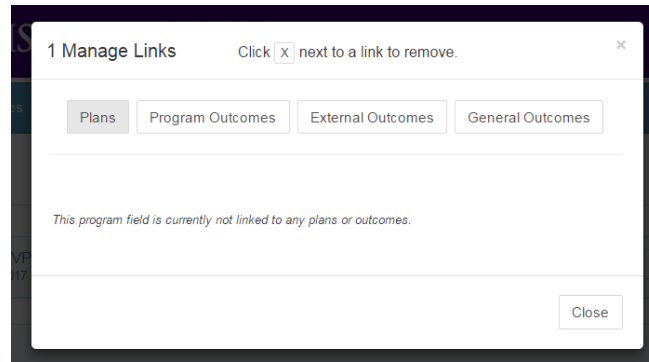 1 Manage Links Click X next to a link to remove. ×
Plans Program Outcomes External Outcomes General Outcomes
This program field is currently not linked to any plans or outcomes.
Close